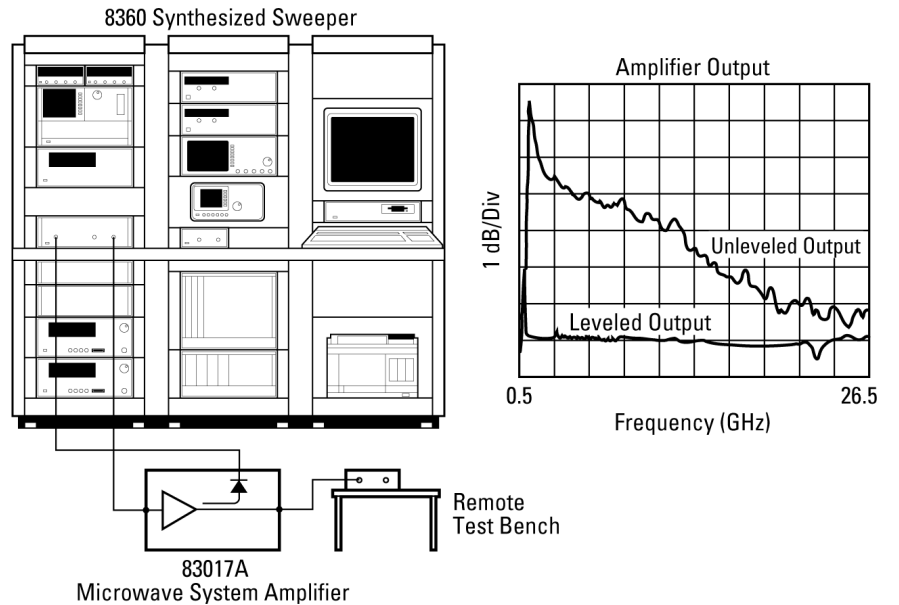 8360 Synthesized Sweeper
Amplifier Output
1 dB/Div
Unleveled Output
Leveled Output
0.5
26.5
Frequency (GHz)
Remote
Test Bench
83017A
Microwave System Amplifier